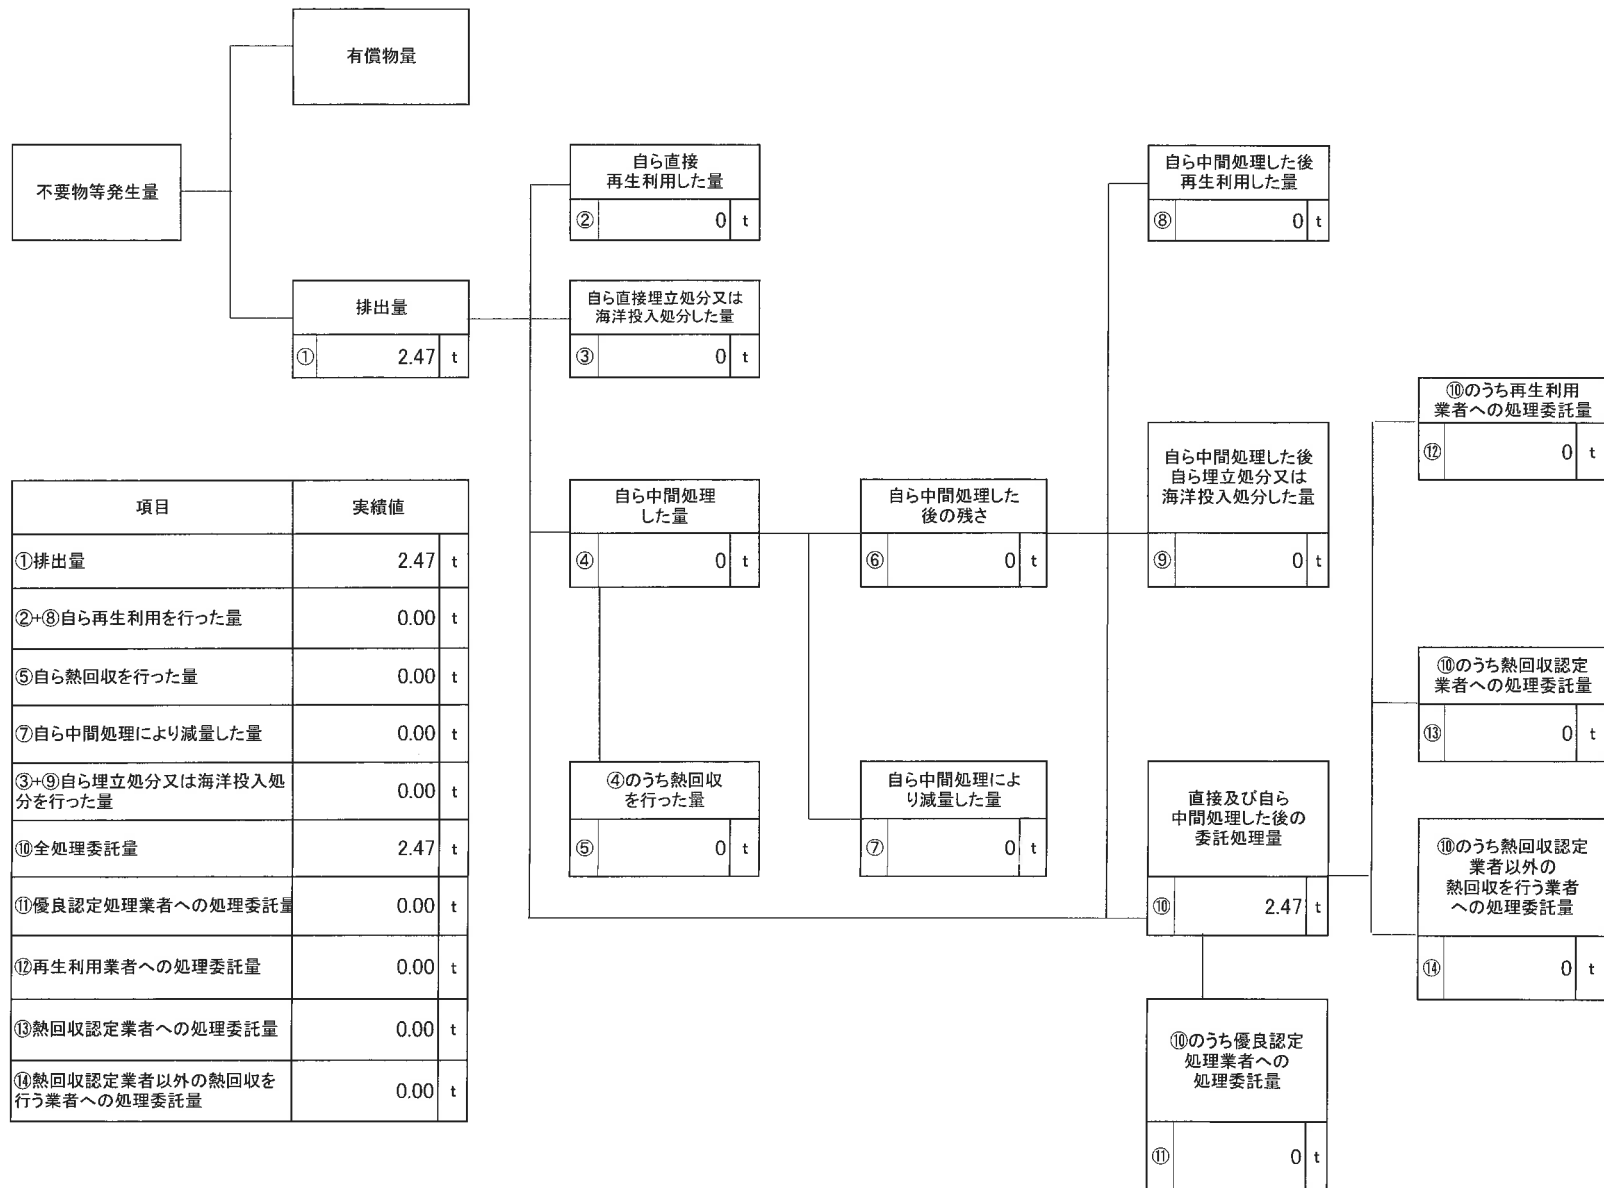 有償物量
不要物等発生量
排出量
① 2.47 t
自ら直接
再生利用した量
② 0 t
自ら直接埋立処分又は
海洋投入処分した量
③ 0 t
自ら中間処理
した量
④ 0 t
④のうち熱回収
を行った量
⑤ 0 t
自ら中間処理した
後の残さ
⑥ 0 t
自ら中間処理によ
り減量した量
⑦ 0 t
自ら中間処理した後
再生利用した量
⑧ 0 t
自ら中間処理した後
自ら埋立処分又は
海洋投入処分した量
⑨ 0 t
直接及び自ら
中間処理した後の
委託処理量
⑩ 2.47 t
⑩のうち優良認定
処理業者への
処理委託量
⑪ 0 t
⑩のうち再生利用
業者への処理委託量
⑫ 0 t
⑩のうち熱回収認定
業者への処理委託量
⑬ 0 t
⑩のうち熱回収認定
業者以外の
熱回収を行う業者
への処理委託量
⑭ 0 t
項目 実績値
①排出量 2.47 t
②+⑧自ら再生利用を行った量 0.00 t
⑤自ら熱回収を行った量 0.00 t
⑦自ら中間処理により減量した量 0.00 t
③+⑨自ら埋立処分又は海洋投入処
分を行った量 0.00 t
⑩全処理委託量 2.47 t
⑪優良認定処理業者への処理委託量 0.00 t
⑫再生利用業者への処理委託量 0.00 t
⑬熱回収認定業者への処理委託量 0.00 t
⑭熱回収認定業者以外の熱回収を
行う業者への処理委託量 0.00 t